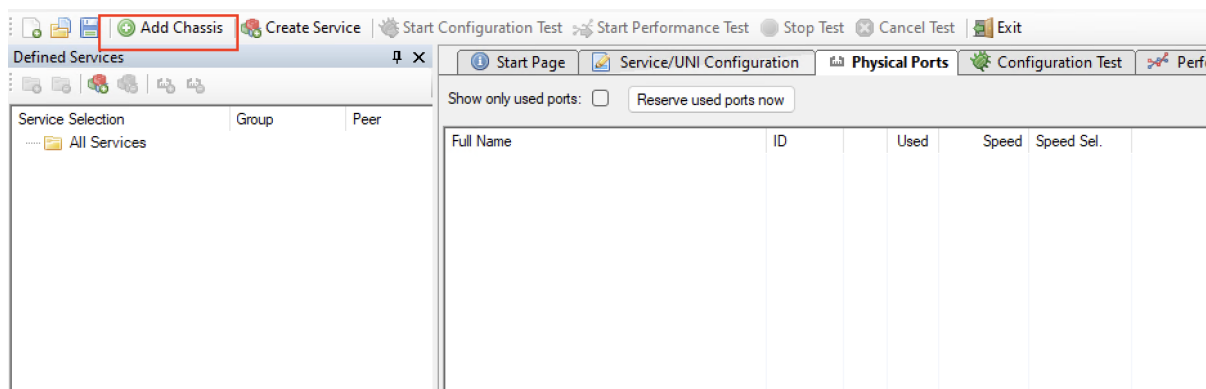 Add Chassis Create Service Start Configuration Test Start Performance Test Stop Test Cancel Test Exit
Defined Services
Start Page Service/UNI Configuration Physical Ports Configuration Test Perf
Show only used ports: Reserve used ports now
Service Selection Group Peer
All Services
Full Name ID Used Speed Speed Sel.